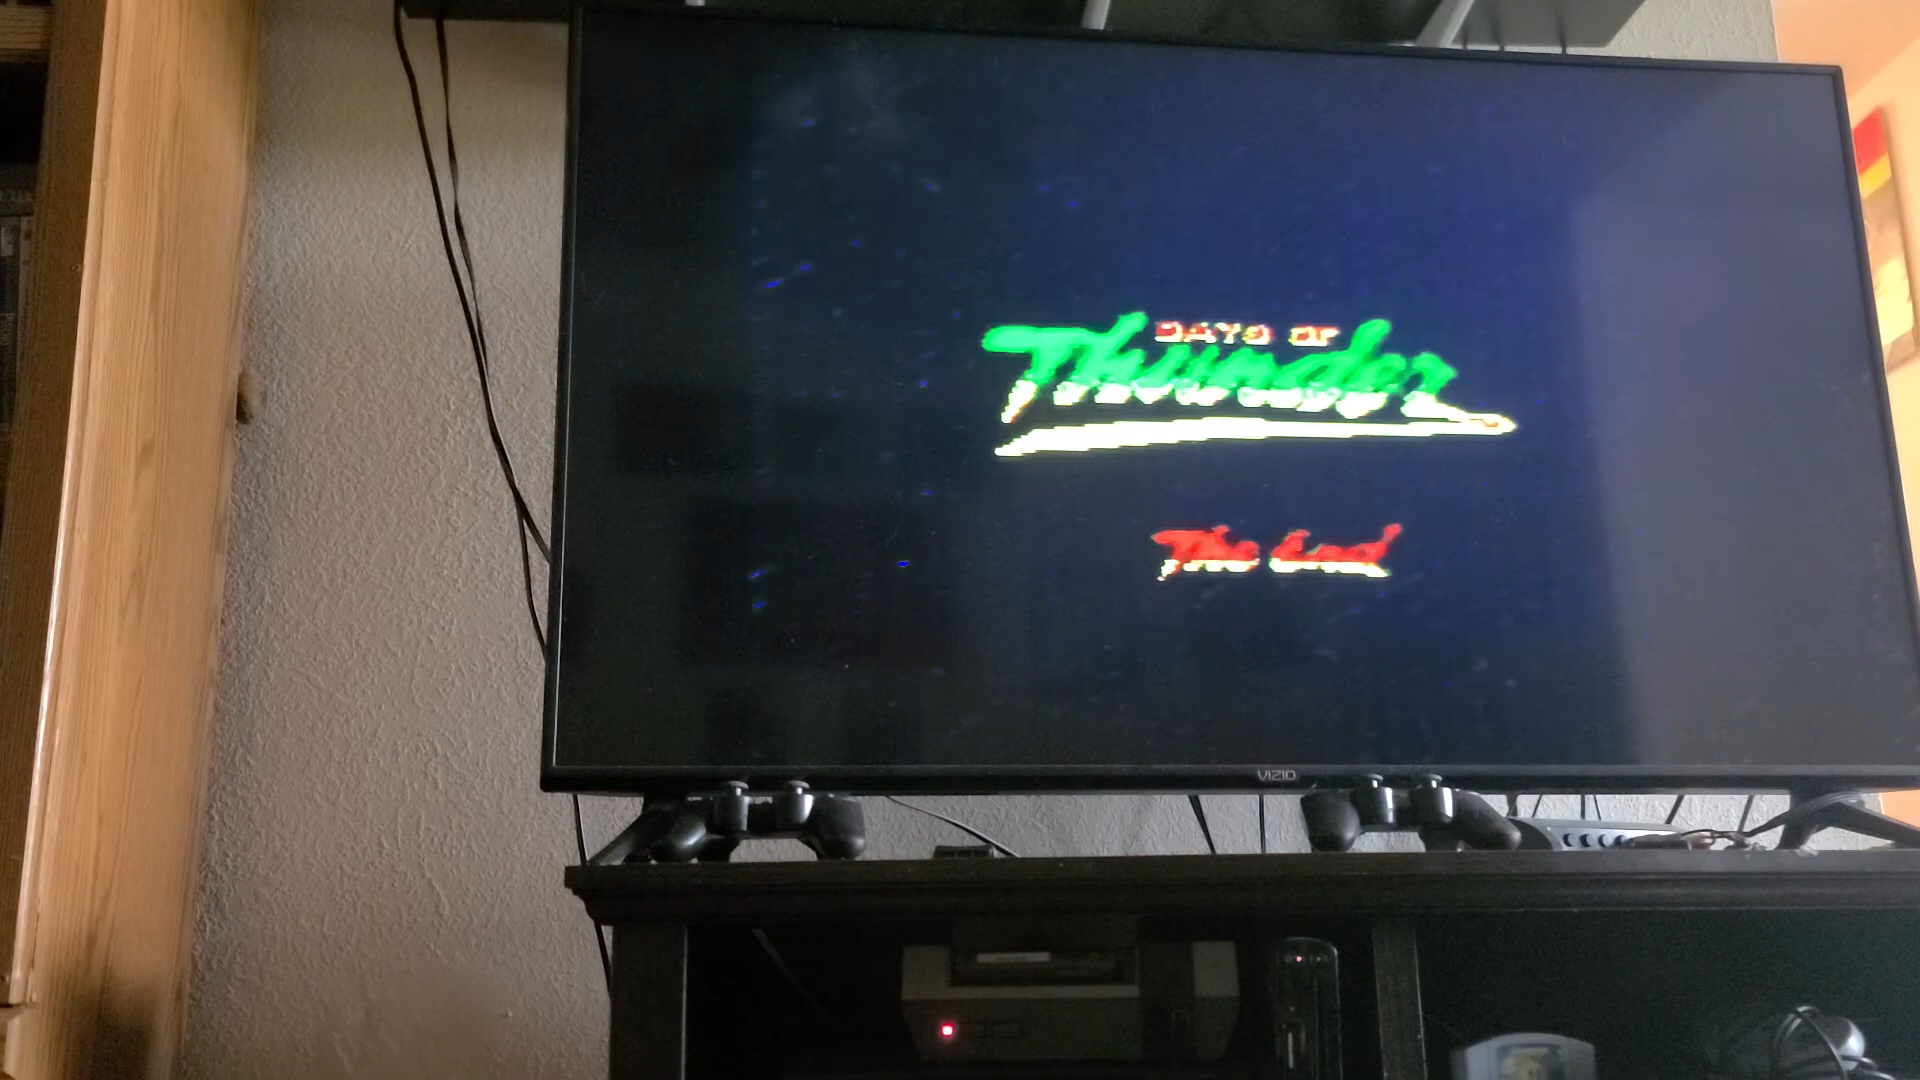 DAYS OF
Thunder
The End
VIZIO